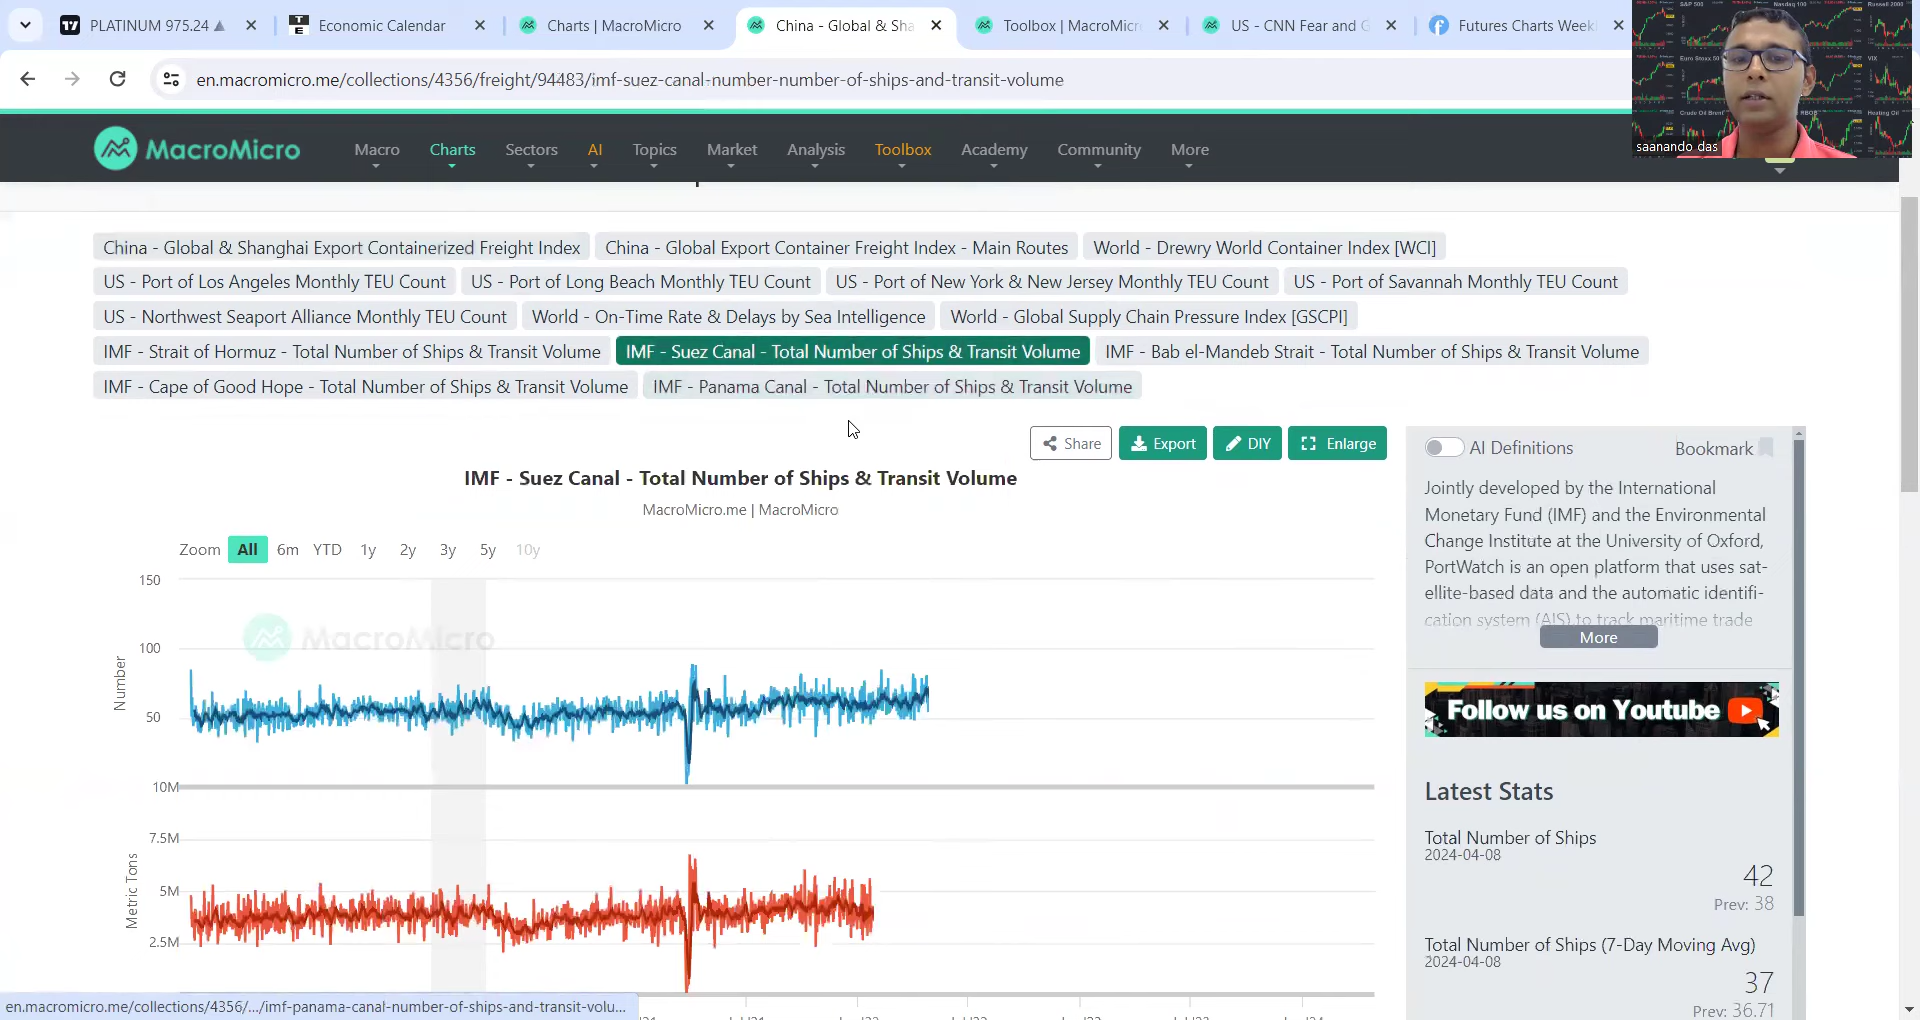 PLATINUM 975.24
Economic Calendar
Charts | MacroMicro
China - Global & Sha
Toolbox | MacroMicr
US - CNN Fear and G
Futures Charts Week
en.macromicro.me/collections/4356/freight/94483/imf-suez-canal-number-number-of-ships-and-transit-volume
MacroMicro
Macro
Charts
Sectors
AI
Topics
Market
Analysis
Toolbox
Academy
Community
More
saanando das
China - Global & Shanghai Export Containerized Freight Index
China - Global Export Container Freight Index - Main Routes
World - Drewry World Container Index [WCI]
US - Port of Los Angeles Monthly TEU Count
US - Port of Long Beach Monthly TEU Count
US - Port of New York & New Jersey Monthly TEU Count
US - Port of Savannah Monthly TEU Count
US - Northwest Seaport Alliance Monthly TEU Count
World - On-Time Rate & Delays by Sea Intelligence
World - Global Supply Chain Pressure Index [GSCPI]
IMF - Strait of Hormuz - Total Number of Ships & Transit Volume
IMF - Suez Canal - Total Number of Ships & Transit Volume
IMF - Bab el-Mandeb Strait - Total Number of Ships & Transit Volume
IMF - Cape of Good Hope - Total Number of Ships & Transit Volume
IMF - Panama Canal - Total Number of Ships & Transit Volume
Share
Export
DIY
Enlarge
IMF - Suez Canal - Total Number of Ships & Transit Volume
MacroMicro.me | MacroMicro
Zoom All 6m YTD 1y 2y 3y 5y 10y
150
MacroMicro
100
Number
50
10M
7.5M
Metric Tons
5M
2.5M
AI Definitions
Bookmark
Jointly developed by the International
Monetary Fund (IMF) and the Environmental
Change Institute at the University of Oxford,
PortWatch is an open platform that uses sat-
ellite-based data and the automatic identifi-
cation system (AIS) to track maritime trade
More
Follow us on Youtube
Latest Stats
Total Number of Ships
2024-04-08
42
Prev: 38
Total Number of Ships (7-Day Moving Avg)
2024-04-08
37
Prev: 36.71
en.macromicro.me/collections/4356/.../imf-panama-canal-number-of-ships-and-transit-volu...